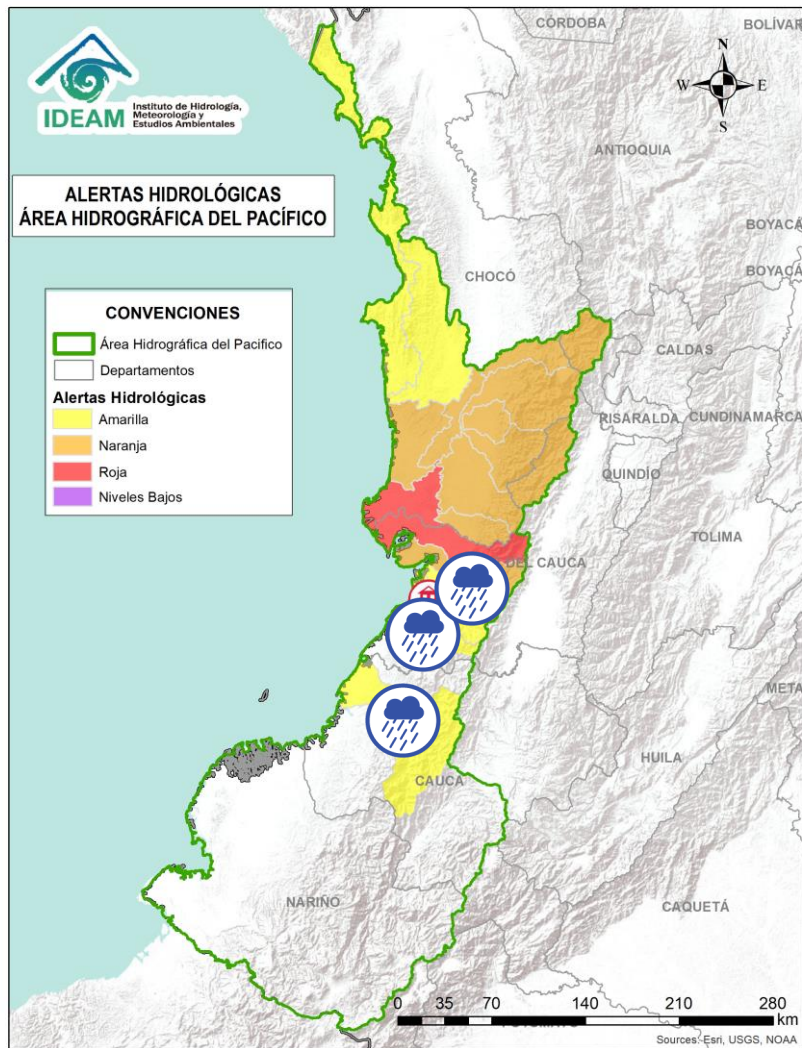 CÓRDOBA
BOLÍVAR
N
W
E
S
IDEAM
Instituto de Hidrología,
Meteorología y
Estudios Ambientales
ANTIOQUIA
ALERTAS HIDROLÓGICAS
ÁREA HIDROGRÁFICA DEL PACÍFICO
BOYACÁ
BOYACÁ
CHOCÓ
CONVENCIONES
Área Hidrográfica del Pacifico
Departamentos
Alertas Hidrológicas
Amarilla
Naranja
Roja
Niveles Bajos
CALDAS
RISARALDA
CUNDINAMARCA
QUINDÍO
TOLIMA
DEL CAUCA
META
HUILA
CAUCA
NARIÑO
CAQUETÁ
0 35 70 140 210 280
km
Sources: Esri, USGS, NOAA